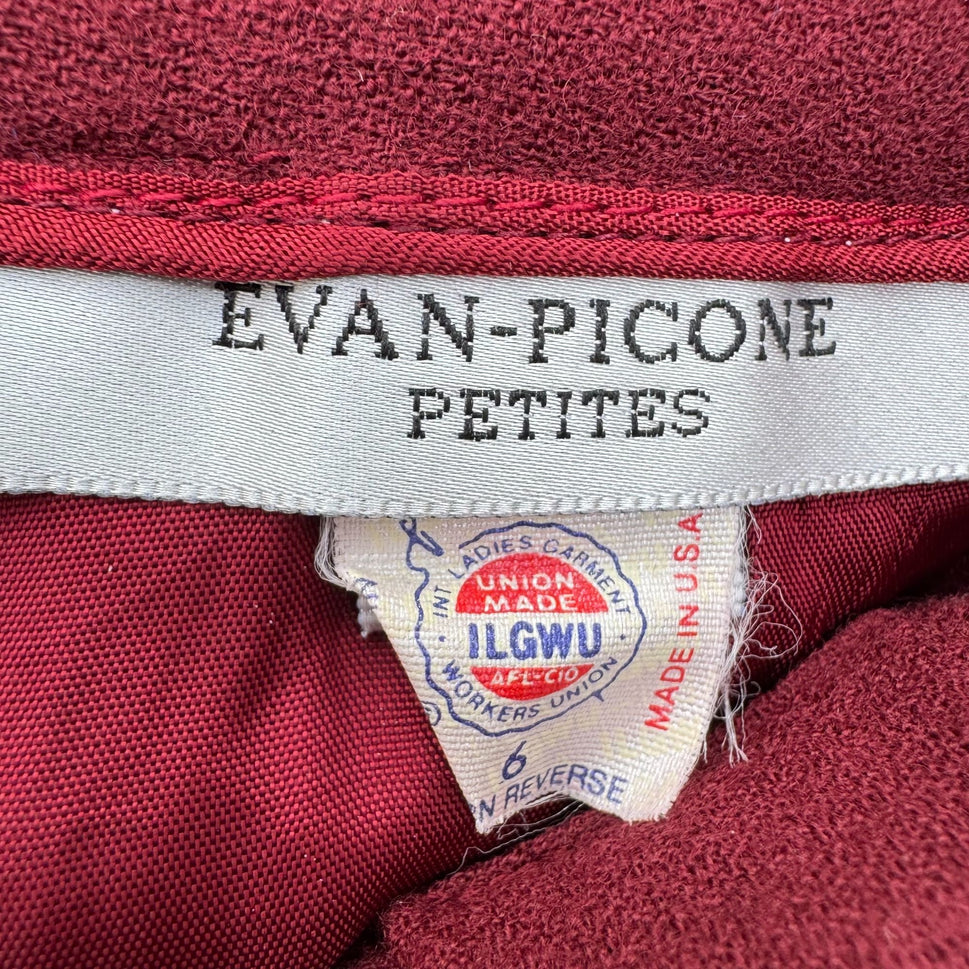 EVAN-PICONE
PETITES
INT LADIES GARMENT
UNION
MADE
ILGWU
AFL-CIO
WORKERS UNION
MADE IN U.S.A
©
6
N REVERSE